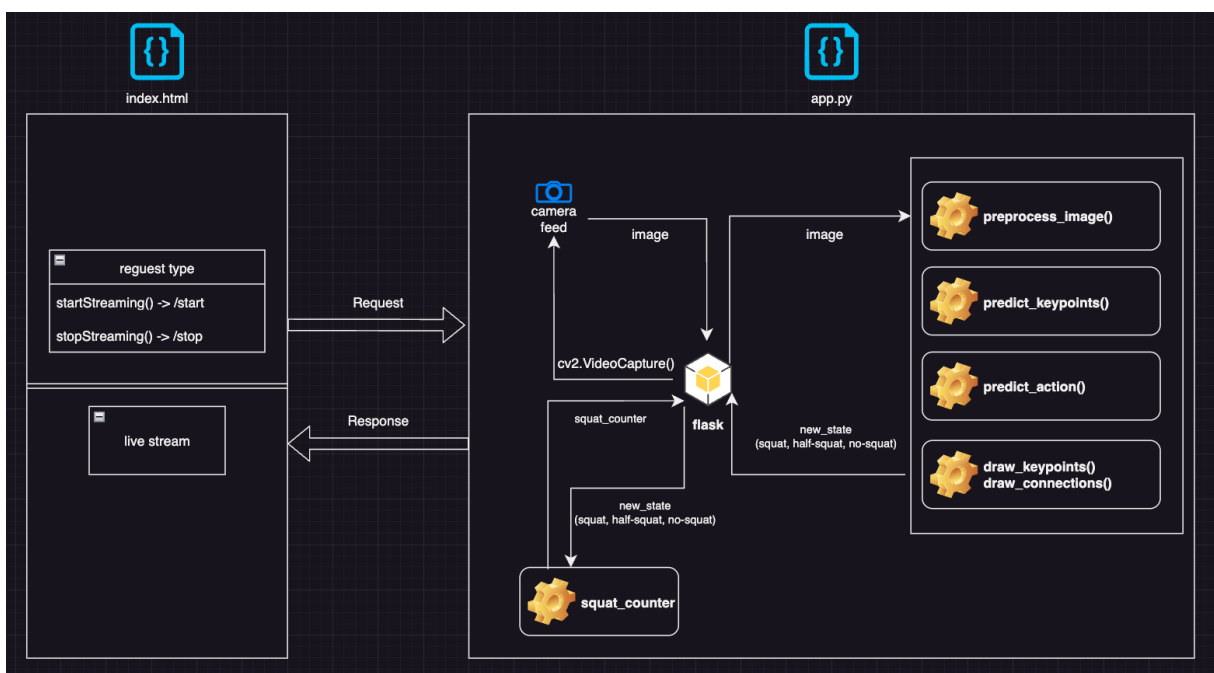 index.html
app.py
reguest type
startStreaming() -> /start
stopStreaming() -> /stop
live stream
Request
Response
camera
feed
image
image
cv2.VideoCapture()
flask
squat_counter
new_state
(squat, half-squat, no-squat)
new_state
(squat, half-squat, no-squat)
squat_counter
preprocess_image()
predict_keypoints()
predict_action()
draw_keypoints()
draw_connections()